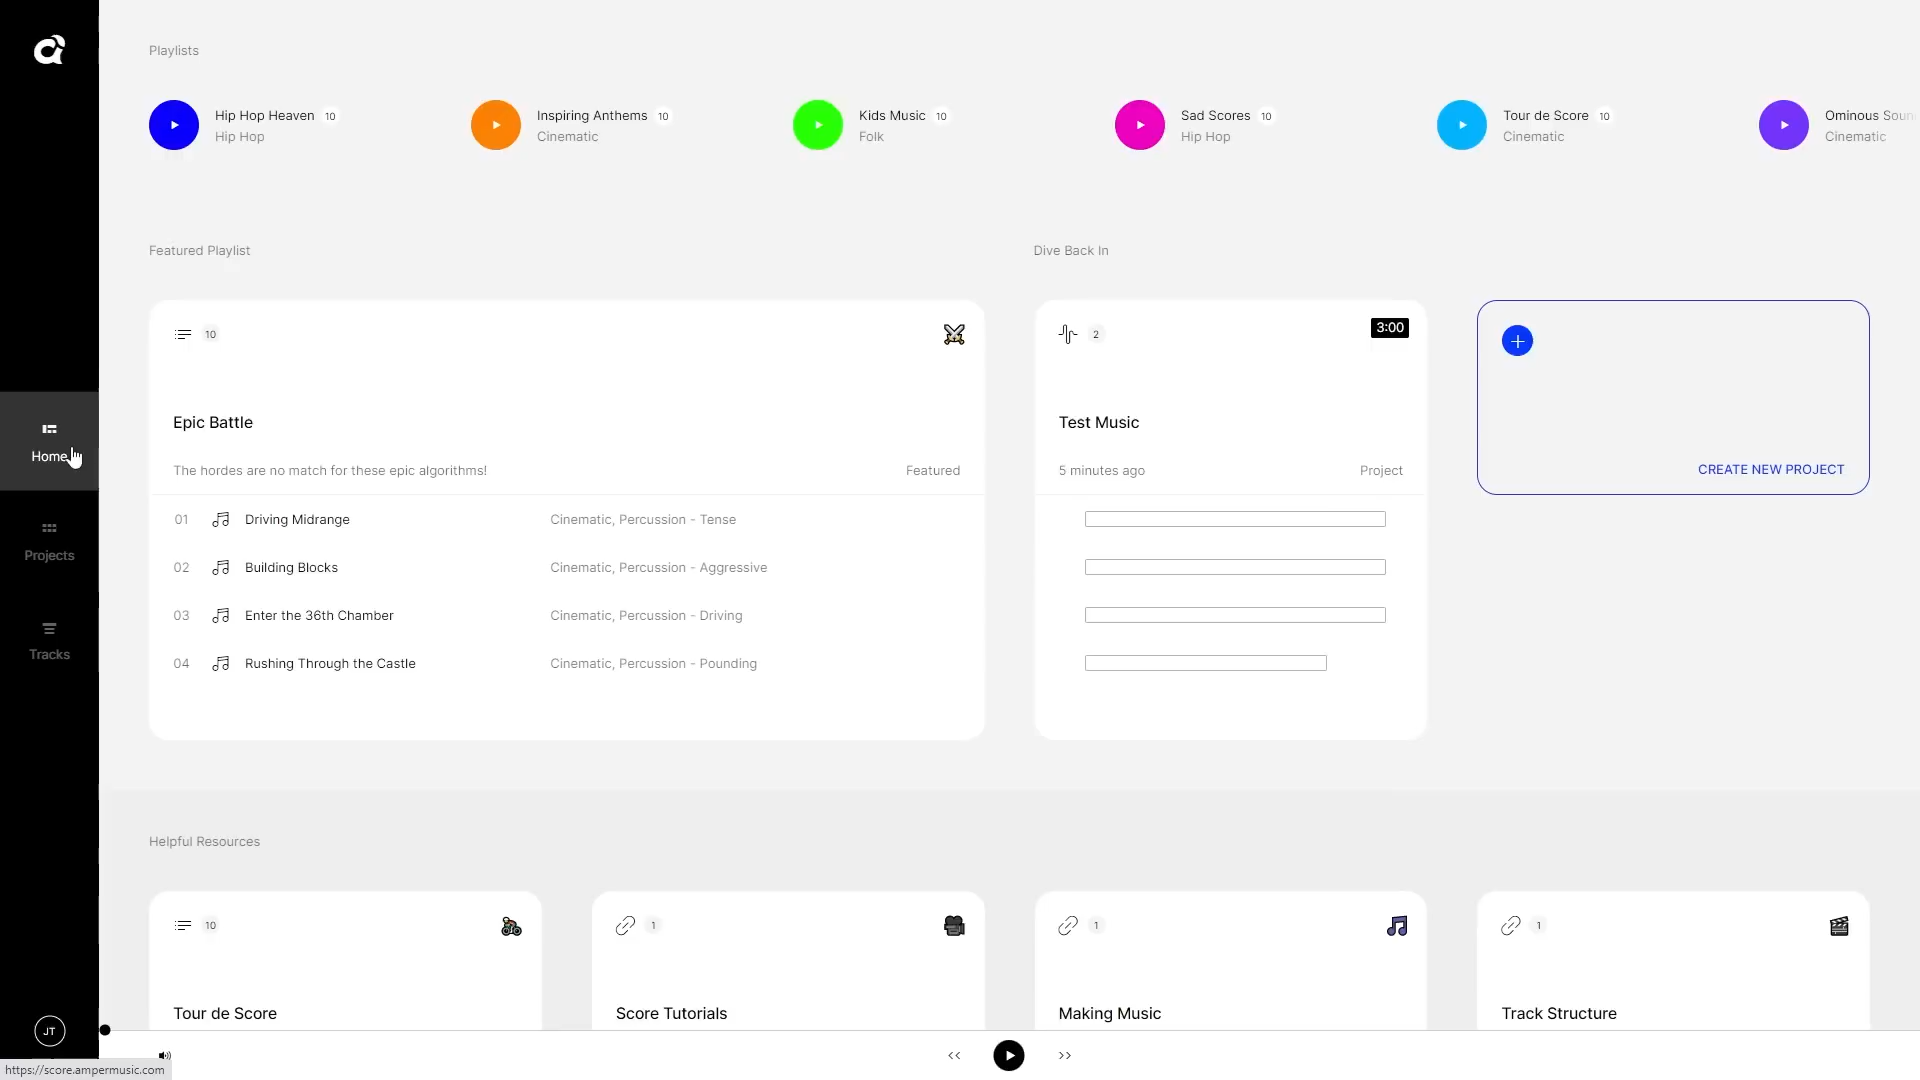 Playlists
Hip Hop Heaven 10
Hip Hop
Inspiring Anthems 10
Cinematic
Kids Music 10
Folk
Sad Scores 10
Hip Hop
Tour de Score 10
Cinematic
Ominous Soun
Cinematic
Featured Playlist
Dive Back In
10
2
3:00
Epic Battle
Test Music
The hordes are no match for these epic algorithms! Featured
5 minutes ago Project
CREATE NEW PROJECT
01 Driving Midrange Cinematic, Percussion - Tense
02 Building Blocks Cinematic, Percussion - Aggressive
03 Enter the 36th Chamber Cinematic, Percussion - Driving
04 Rushing Through the Castle Cinematic, Percussion - Pounding
Home
Projects
Tracks
Helpful Resources
10
1
1
1
Tour de Score
Score Tutorials
Making Music
Track Structure
JT
<< >>
https://score.ampermusic.com